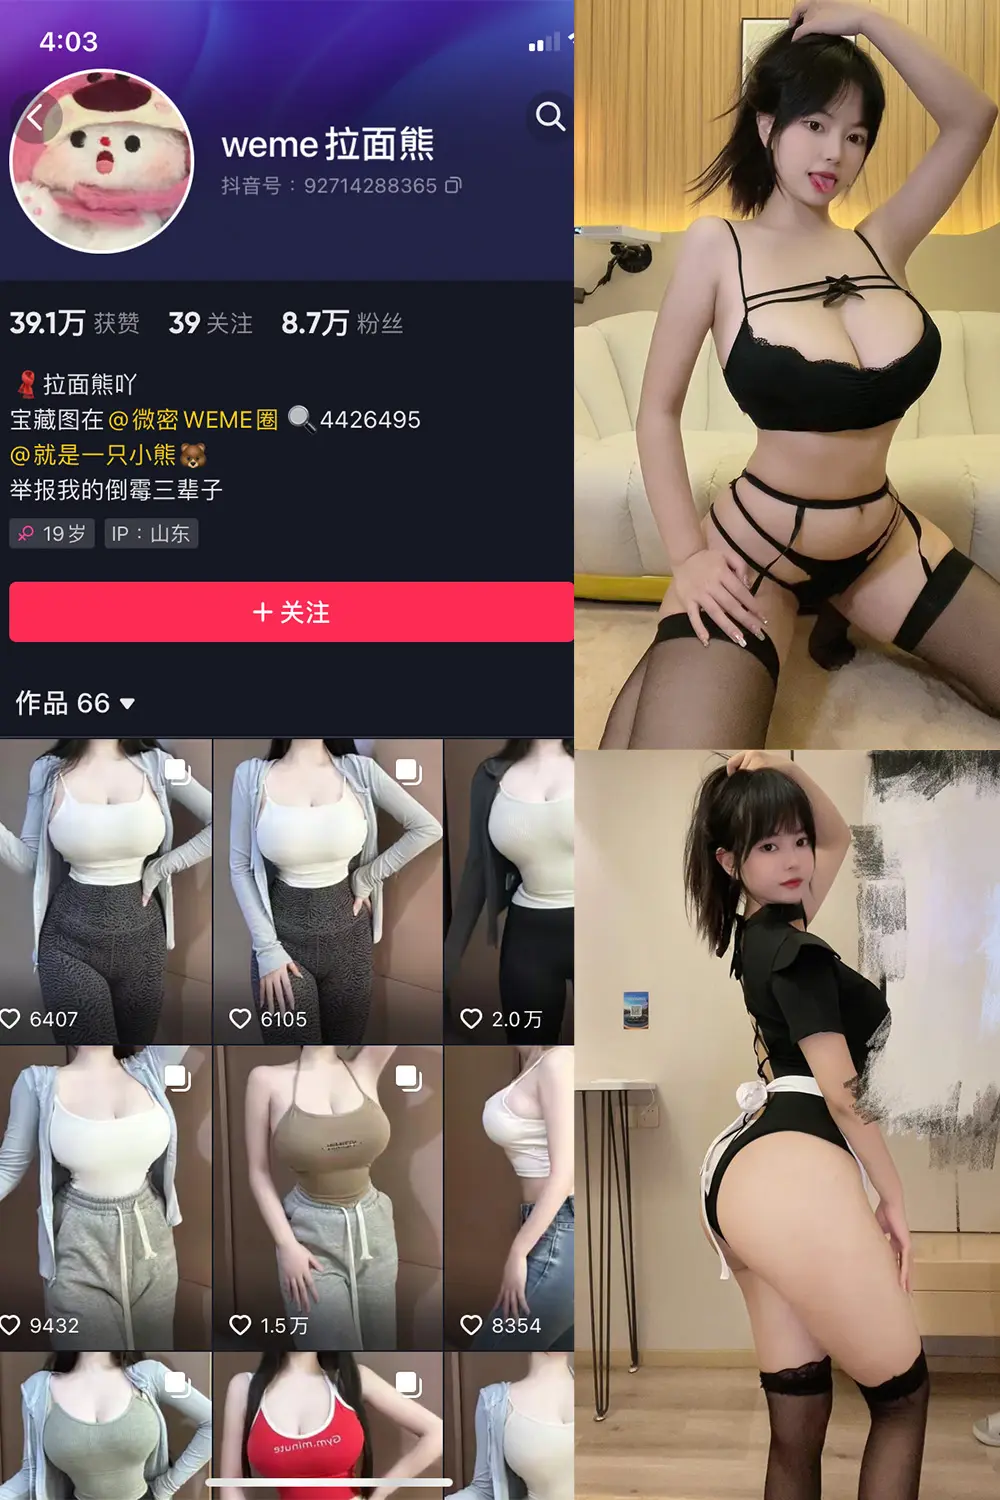 4:03
weme拉面熊
抖音号：92714288365
39.1万 获赞 39 关注 8.7万 粉丝
拉面熊吖
宝藏图在@微密WEME圈 4426495
@就是一只小熊
举报我的倒霉三辈子
19岁 IP：山东
+ 关注
作品 66
6407 6105 2.0万
9432 1.5万 8354
Gym.minute